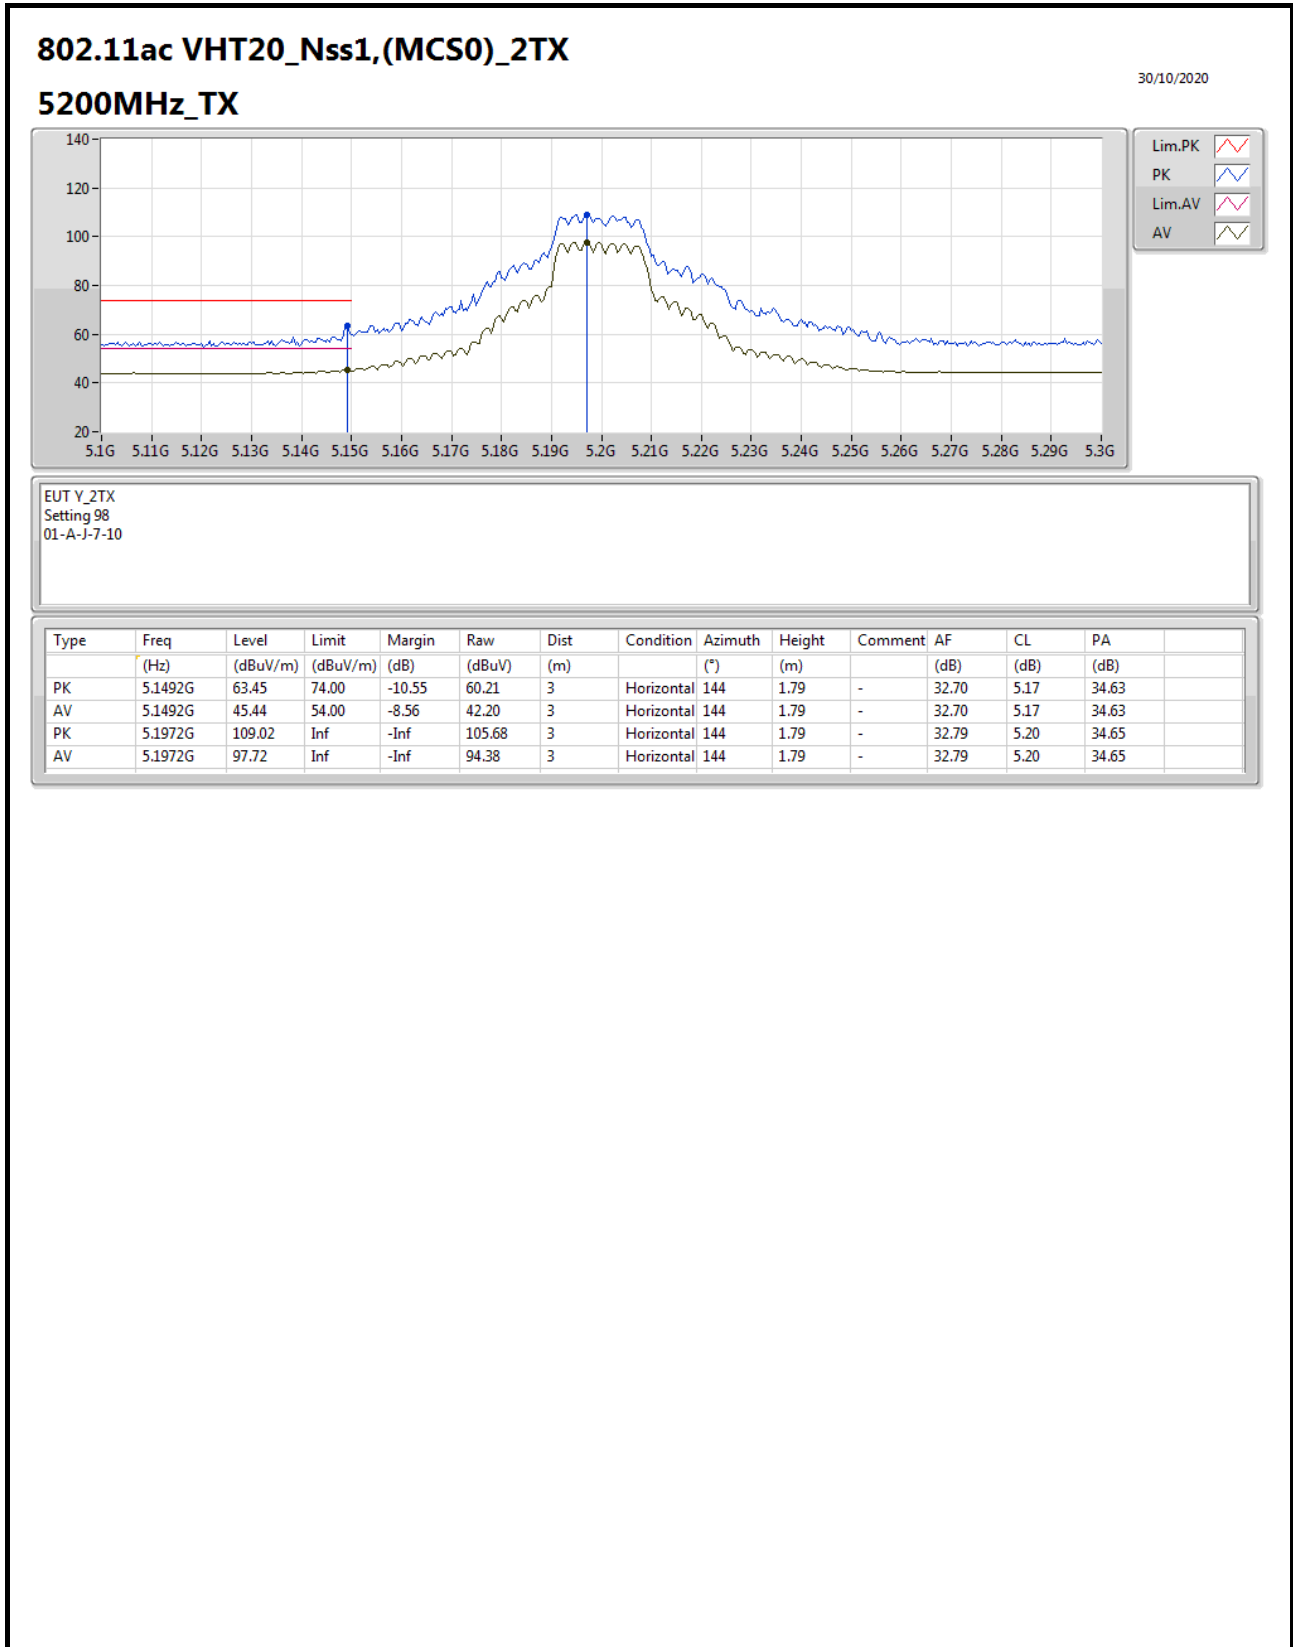 802.11ac VHT20_Nss1,(MCS0)_2TX
30/10/2020
5200MHz_TX
140
120
100
80
60
40
20
5.1G 5.11G 5.12G 5.13G 5.14G 5.15G 5.16G 5.17G 5.18G 5.19G 5.2G 5.21G 5.22G 5.23G 5.24G 5.25G 5.26G 5.27G 5.28G 5.29G 5.3G
Lim.PK
PK
Lim.AV
AV
EUT Y_2TX
Setting 98
01-A-J-7-10
Type Freq Level Limit Margin Raw Dist Condition Azimuth Height Comment AF CL PA
(Hz) (dBuV/m) (dBuV/m) (dB) (dBuV) (m) (°) (m) (dB) (dB) (dB)
PK 5.1492G 63.45 74.00 -10.55 60.21 3 Horizontal 144 1.79 - 32.70 5.17 34.63
AV 5.1492G 45.44 54.00 -8.56 42.20 3 Horizontal 144 1.79 - 32.70 5.17 34.63
PK 5.1972G 109.02 Inf -Inf 105.68 3 Horizontal 144 1.79 - 32.79 5.20 34.65
AV 5.1972G 97.72 Inf -Inf 94.38 3 Horizontal 144 1.79 - 32.79 5.20 34.65